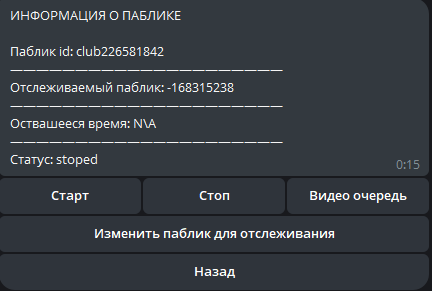 ИНФОРМАЦИЯ О ПАБЛИКЕ
Паблик id: club226581842
—————————————————————
Отслеживаемый паблик: -168315238
—————————————————————
Оствашееся время: N\A
—————————————————————
Статус: stoped
0:15
Старт Стоп Видео очередь
Изменить паблик для отслеживания
Назад